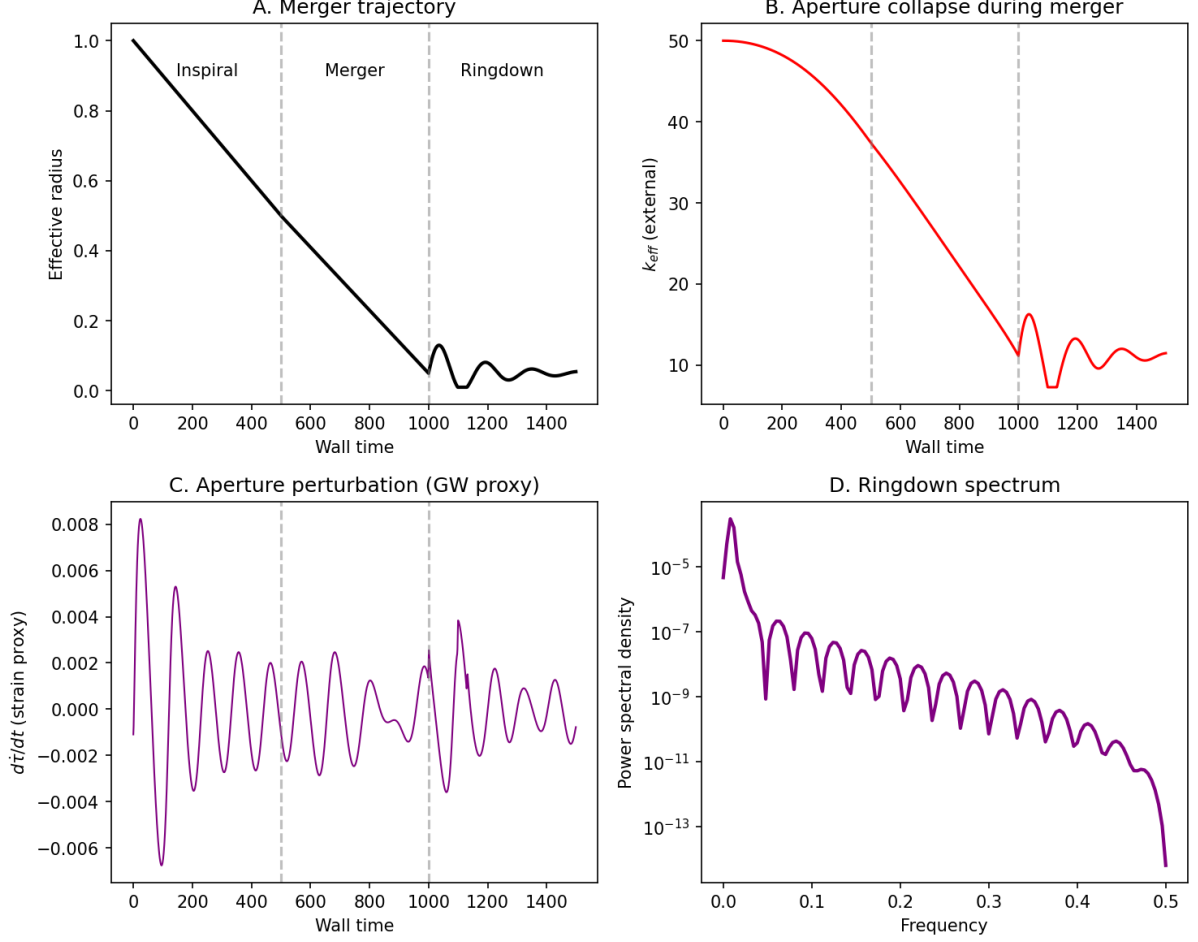 A. Merger trajectory
1.0
0.8
0.6
0.4
0.2
0.0
Effective radius
Inspiral
Merger
Ringdown
0 200 400 600 800 1000 1200 1400
Wall time
B. Aperture collapse during merger
50
40
30
20
10
k_eff (external)
0 200 400 600 800 1000 1200 1400
Wall time
C. Aperture perturbation (GW proxy)
0.008
0.006
0.004
0.002
0.000
−0.002
−0.004
−0.006
dτ̇/dt (strain proxy)
0 200 400 600 800 1000 1200 1400
Wall time
D. Ringdown spectrum
10⁻⁵
10⁻⁷
10⁻⁹
10⁻¹¹
10⁻¹³
Power spectral density
0.0 0.1 0.2 0.3 0.4 0.5
Frequency